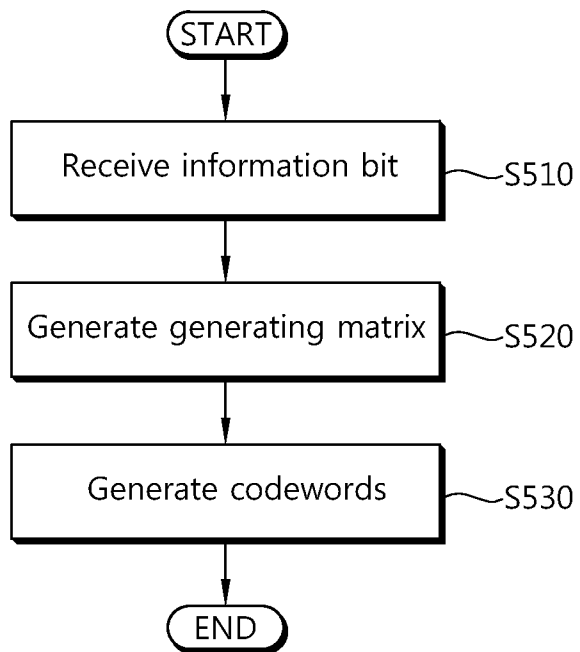 START
Receive information bit
S510
Generate generating matrix
S520
Generate codewords
S530
END